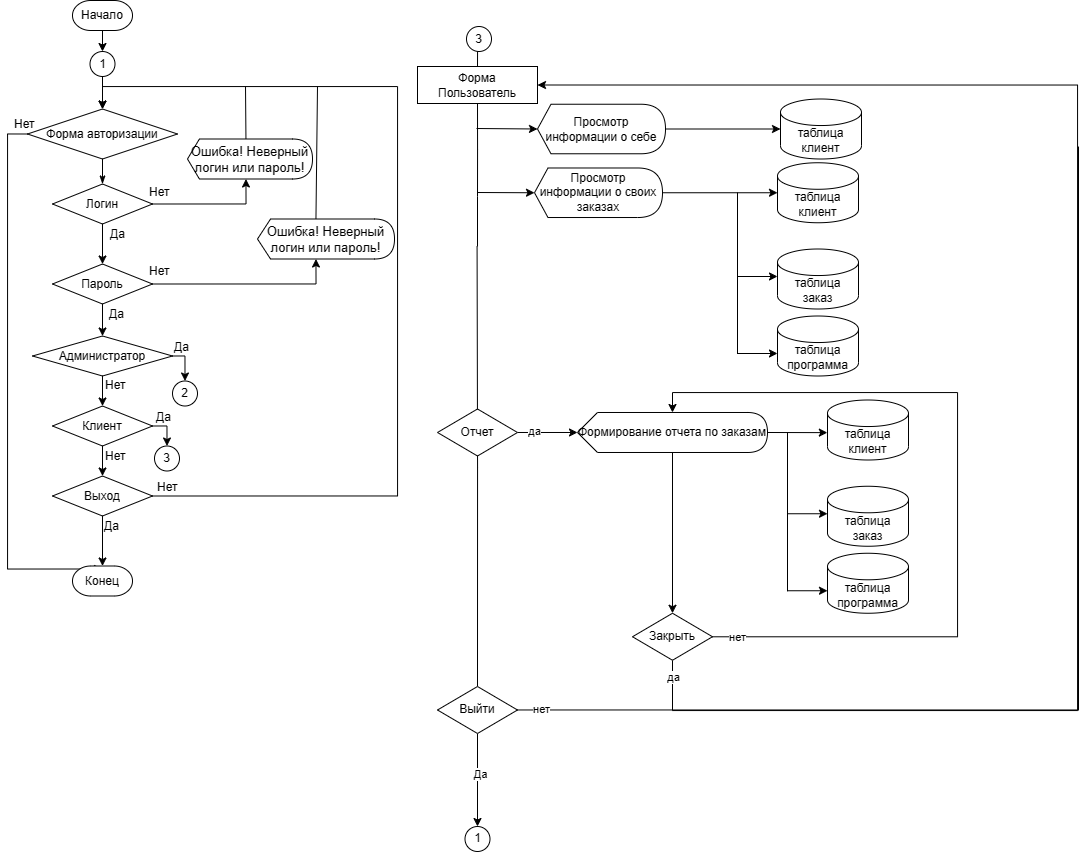 Начало
1
Нет
Форма авторизации
Ошибка! Неверный
логин или пароль!
Логин
Нет
Да
Ошибка! Неверный
логин или пароль!
Пароль
Нет
Да
Администратор
Да
2
Нет
Клиент
Да
3
Нет
Выход
Нет
Да
Конец
3
Форма
Пользователь
Просмотр
информации о себе
таблица
клиент
Просмотр
информации о своих
заказах
таблица
клиент
таблица
заказ
таблица
программа
Отчет
да
Формирование отчета по заказам
таблица
клиент
таблица
заказ
таблица
программа
Закрыть
нет
да
Выйти
нет
Да
1